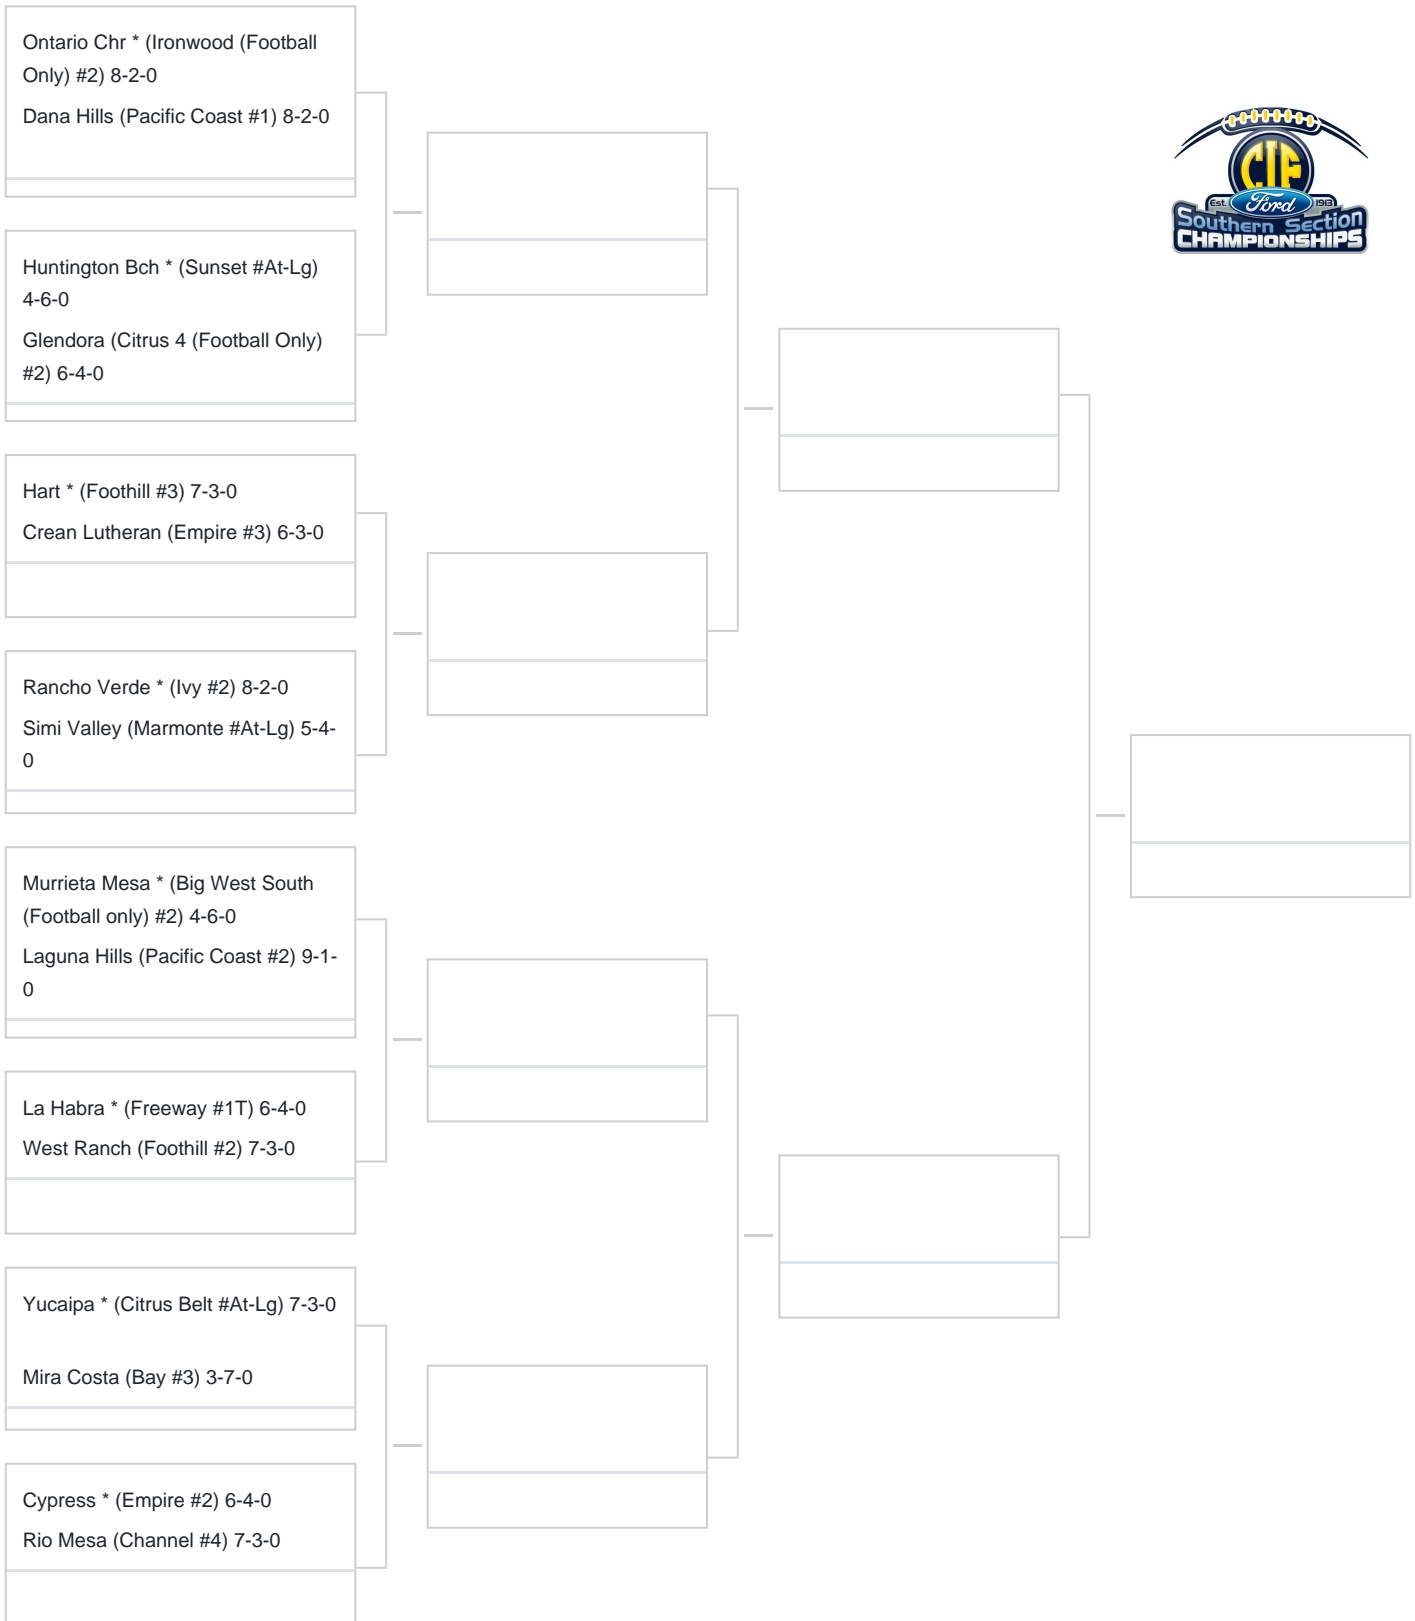 Ontario Chr * (Ironwood (Football
Only) #2) 8-2-0
Dana Hills (Pacific Coast #1) 8-2-0
CIF
Est. Ford 1913
Southern Section
CHAMPIONSHIPS
Huntington Bch * (Sunset #At-Lg)
4-6-0
Glendora (Citrus 4 (Football Only)
#2) 6-4-0
Hart * (Foothill #3) 7-3-0
Crean Lutheran (Empire #3) 6-3-0
Rancho Verde * (Ivy #2) 8-2-0
Simi Valley (Marmonte #At-Lg) 5-4-
0
Murrieta Mesa * (Big West South
(Football only) #2) 4-6-0
Laguna Hills (Pacific Coast #2) 9-1-
0
La Habra * (Freeway #1T) 6-4-0
West Ranch (Foothill #2) 7-3-0
Yucaipa * (Citrus Belt #At-Lg) 7-3-0
Mira Costa (Bay #3) 3-7-0
Cypress * (Empire #2) 6-4-0
Rio Mesa (Channel #4) 7-3-0